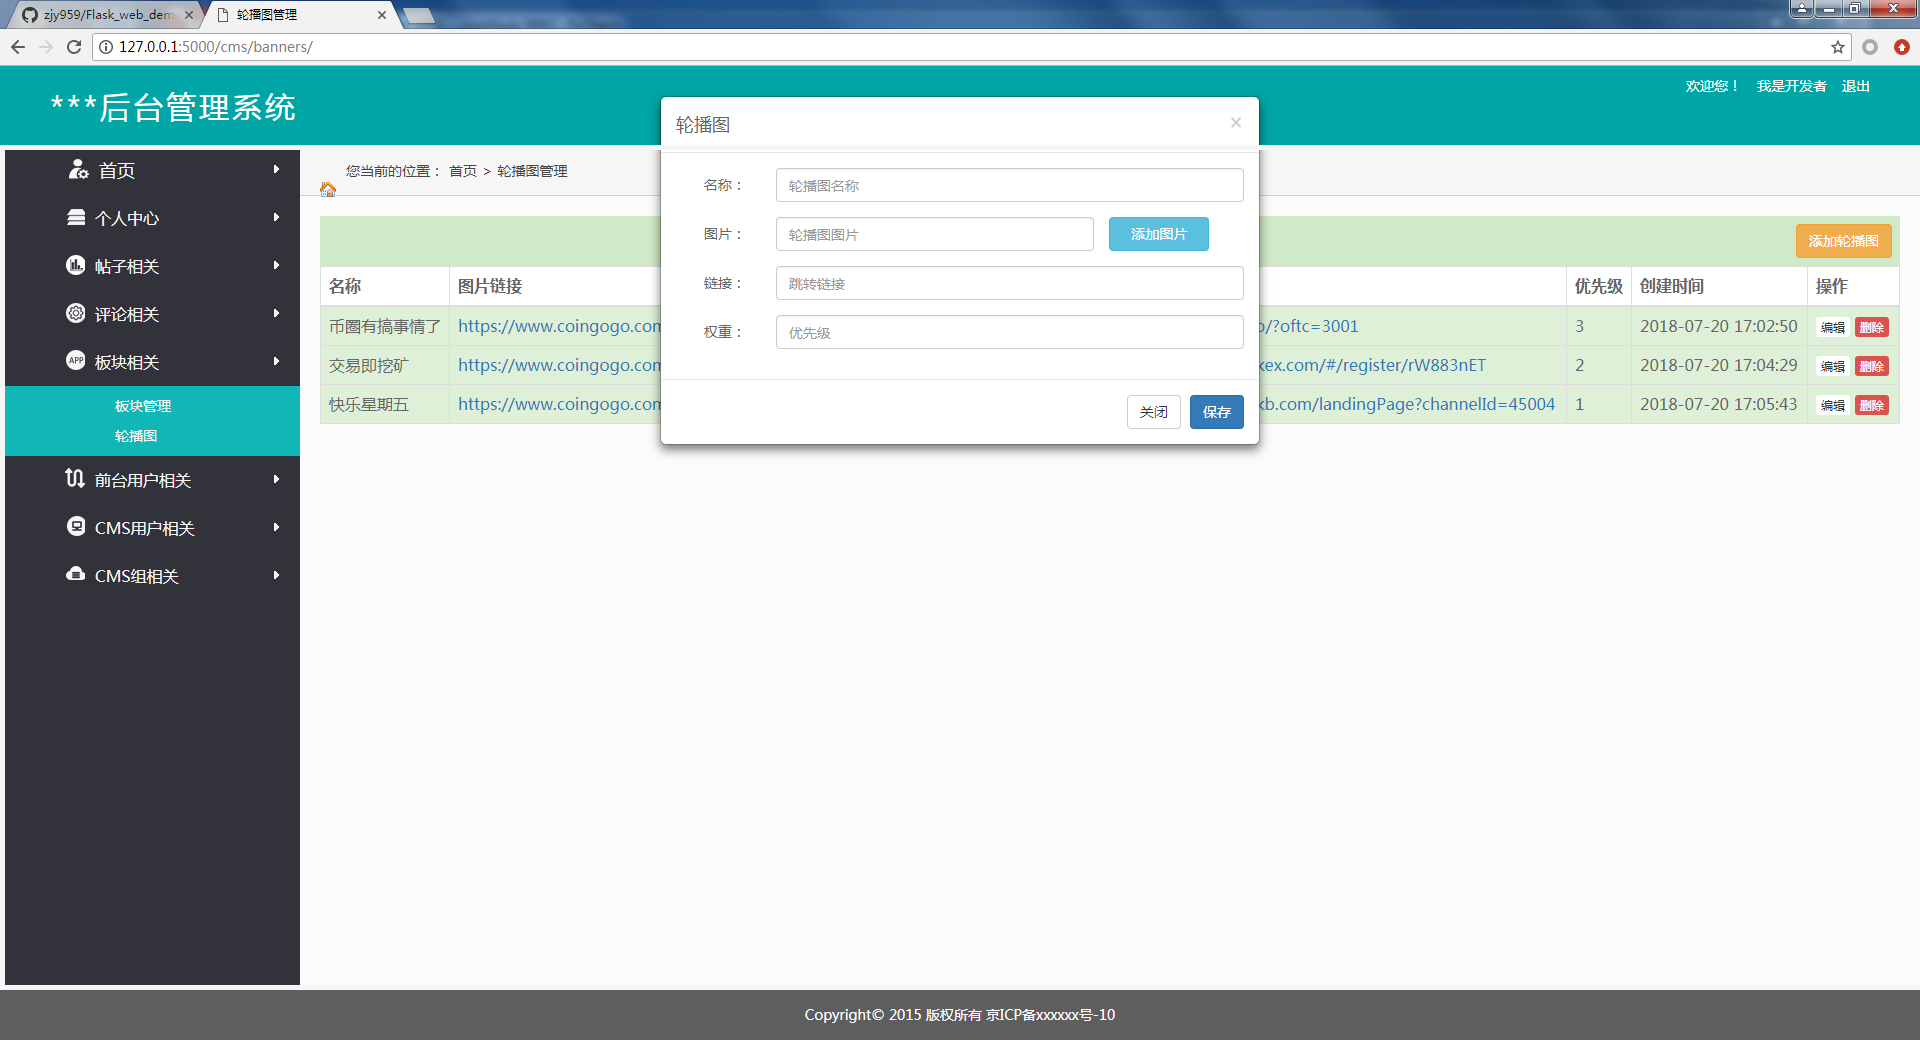 zjy959/Flask_web_dem
轮播图管理
127.0.0.1:5000/cms/banners/
***后台管理系统
欢迎您！ 我是开发者 退出
首页
个人中心
帖子相关
评论相关
APP 板块相关
板块管理
轮播图
前台用户相关
CMS用户相关
CMS组相关
您当前的位置： 首页 > 轮播图管理
添加轮播图
名称 图片链接 优先级 创建时间 操作
币圈有搞事情了 https://www.coingogo.com /?oftc=3001 3 2018-07-20 17:02:50 编辑 删除
交易即挖矿 https://www.coingogo.com kex.com/#/register/rW883nET 2 2018-07-20 17:04:29 编辑 删除
快乐星期五 https://www.coingogo.com kb.com/landingPage?channelId=45004 1 2018-07-20 17:05:43 编辑 删除
轮播图 ×
名称： 轮播图名称
图片： 轮播图图片 添加图片
链接： 跳转链接
权重： 优先级
关闭 保存
Copyright© 2015 版权所有 京ICP备xxxxxx号-10